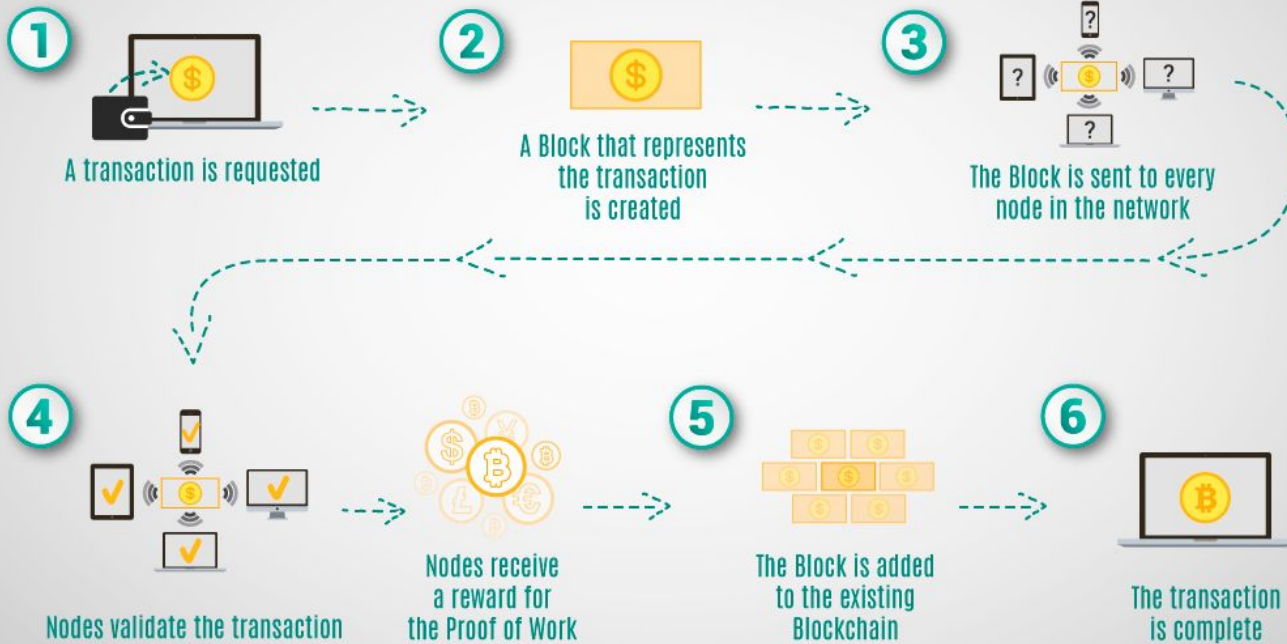 1
A transaction is requested
2
A Block that represents
the transaction
is created
3
?
?
?
?
The Block is sent to every
node in the network
4
Nodes validate the transaction
Nodes receive
a reward for
the Proof of Work
5
The Block is added
to the existing
Blockchain
6
The transaction
is complete